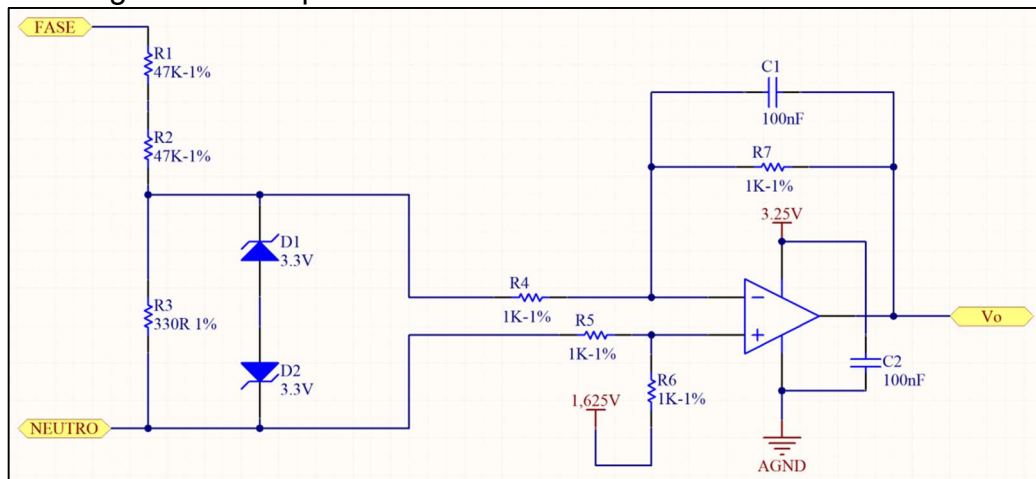 FASE
R1
47K-1%
R2
47K-1%
R3
330R 1%
D1
3.3V
D2
3.3V
NEUTRO
R4
1K-1%
R5
1K-1%
R6
1K-1%
1,625V
C1
100nF
R7
1K-1%
3.25V
C2
100nF
AGND
Vo